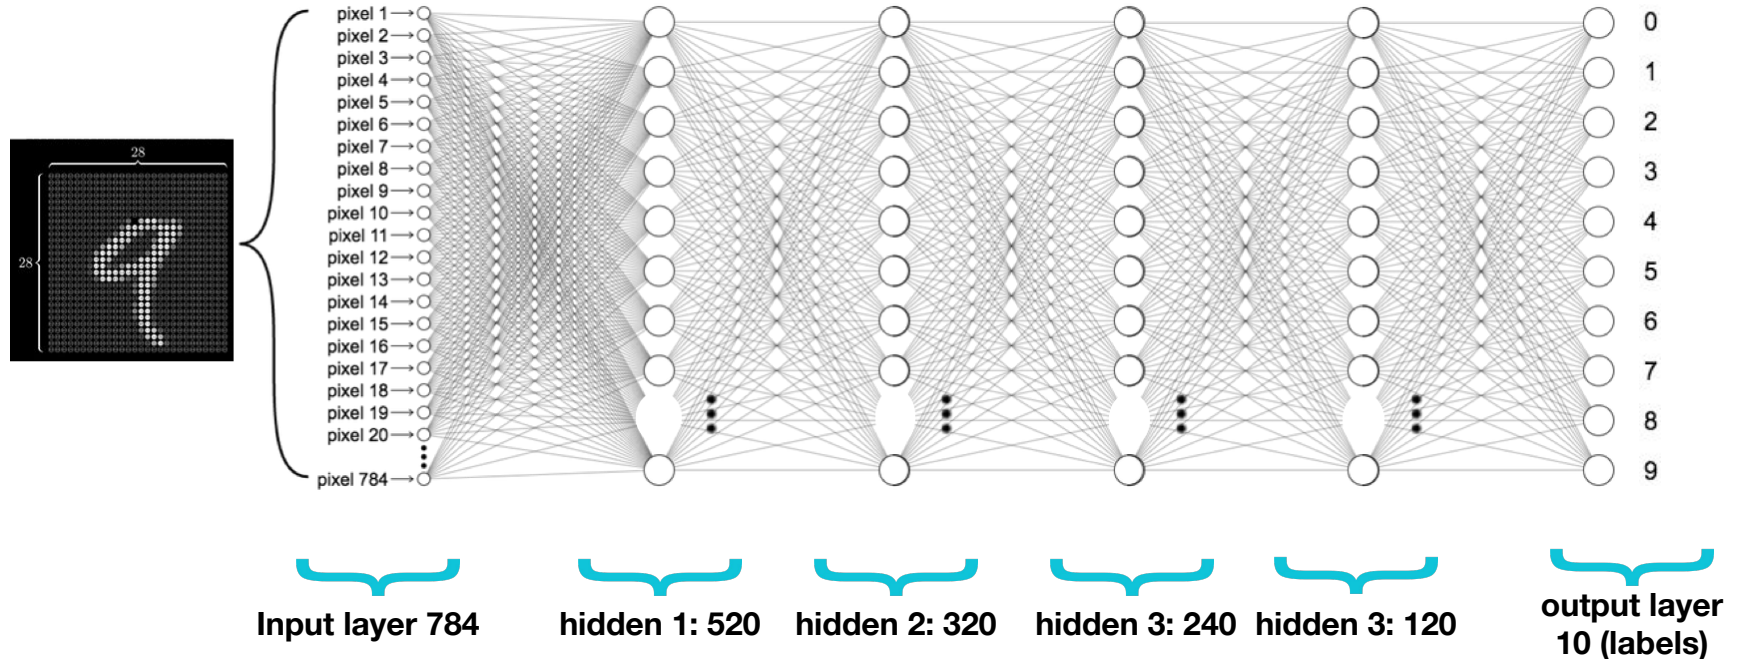 28
28
pixel 1
pixel 2
pixel 3
pixel 4
pixel 5
pixel 6
pixel 7
pixel 8
pixel 9
pixel 10
pixel 11
pixel 12
pixel 13
pixel 14
pixel 15
pixel 16
pixel 17
pixel 18
pixel 19
pixel 20
pixel 784
0
1
2
3
4
5
6
7
8
9
Input layer 784
hidden 1: 520
hidden 2: 320
hidden 3: 240
hidden 3: 120
output layer
10 (labels)